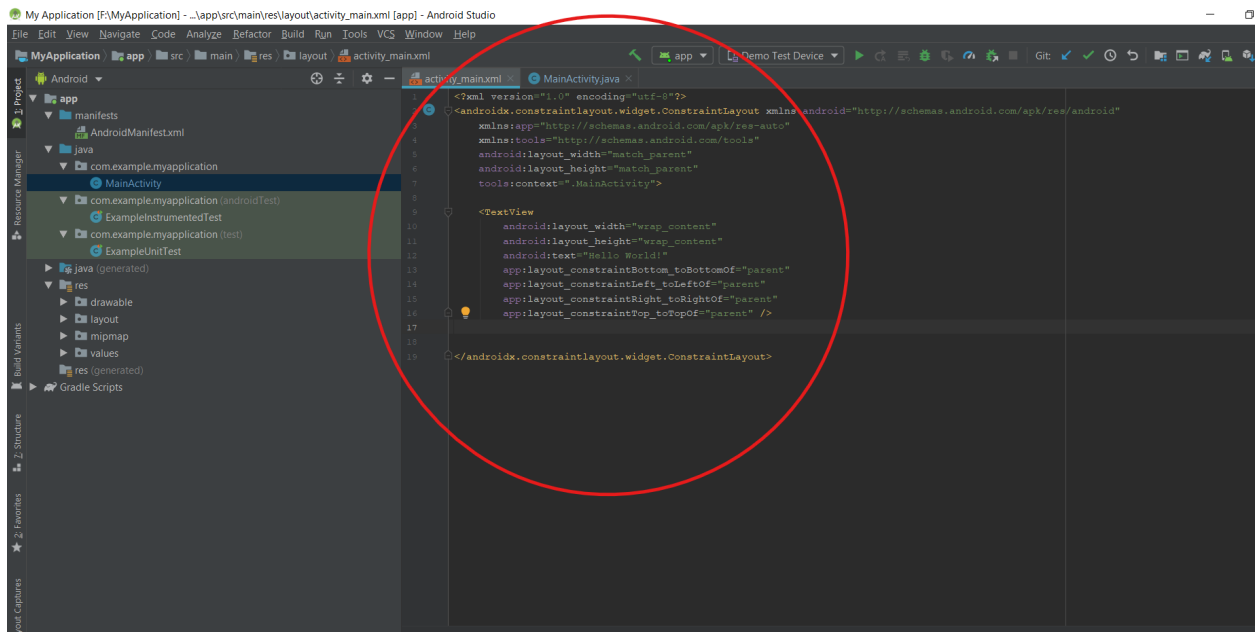 My Application [F:\MyApplication] - ...\app\src\main\res\layout\activity_main.xml [app] - Android Studio
File Edit View Navigate Code Analyze Refactor Build Run Tools VCS Window Help
MyApplication app src main res layout activity_main.xml app Demo Test Device Git:
1: Project
Resource Manager
Build Variants
7: Structure
2: Favorites
yout Captures
Android
app
manifests
AndroidManifest.xml
java
com.example.myapplication
MainActivity
com.example.myapplication (androidTest)
ExampleInstrumentedTest
com.example.myapplication (test)
ExampleUnitTest
java (generated)
res
drawable
layout
mipmap
values
res (generated)
Gradle Scripts
activity_main.xml MainActivity.java
1 <?xml version="1.0" encoding="utf-8"?>
<androidx.constraintlayout.widget.ConstraintLayout xmlns:android="http://schemas.android.com/apk/res/android"
3 xmlns:app="http://schemas.android.com/apk/res-auto"
4 xmlns:tools="http://schemas.android.com/tools"
5 android:layout_width="match_parent"
6 android:layout_height="match_parent"
7 tools:context=".MainActivity">
8
9 <TextView
10 android:layout_width="wrap_content"
11 android:layout_height="wrap_content"
12 android:text="Hello World!"
13 app:layout_constraintBottom_toBottomOf="parent"
14 app:layout_constraintLeft_toLeftOf="parent"
15 app:layout_constraintRight_toRightOf="parent"
16 app:layout_constraintTop_toTopOf="parent" />
17
18
19 </androidx.constraintlayout.widget.ConstraintLayout>